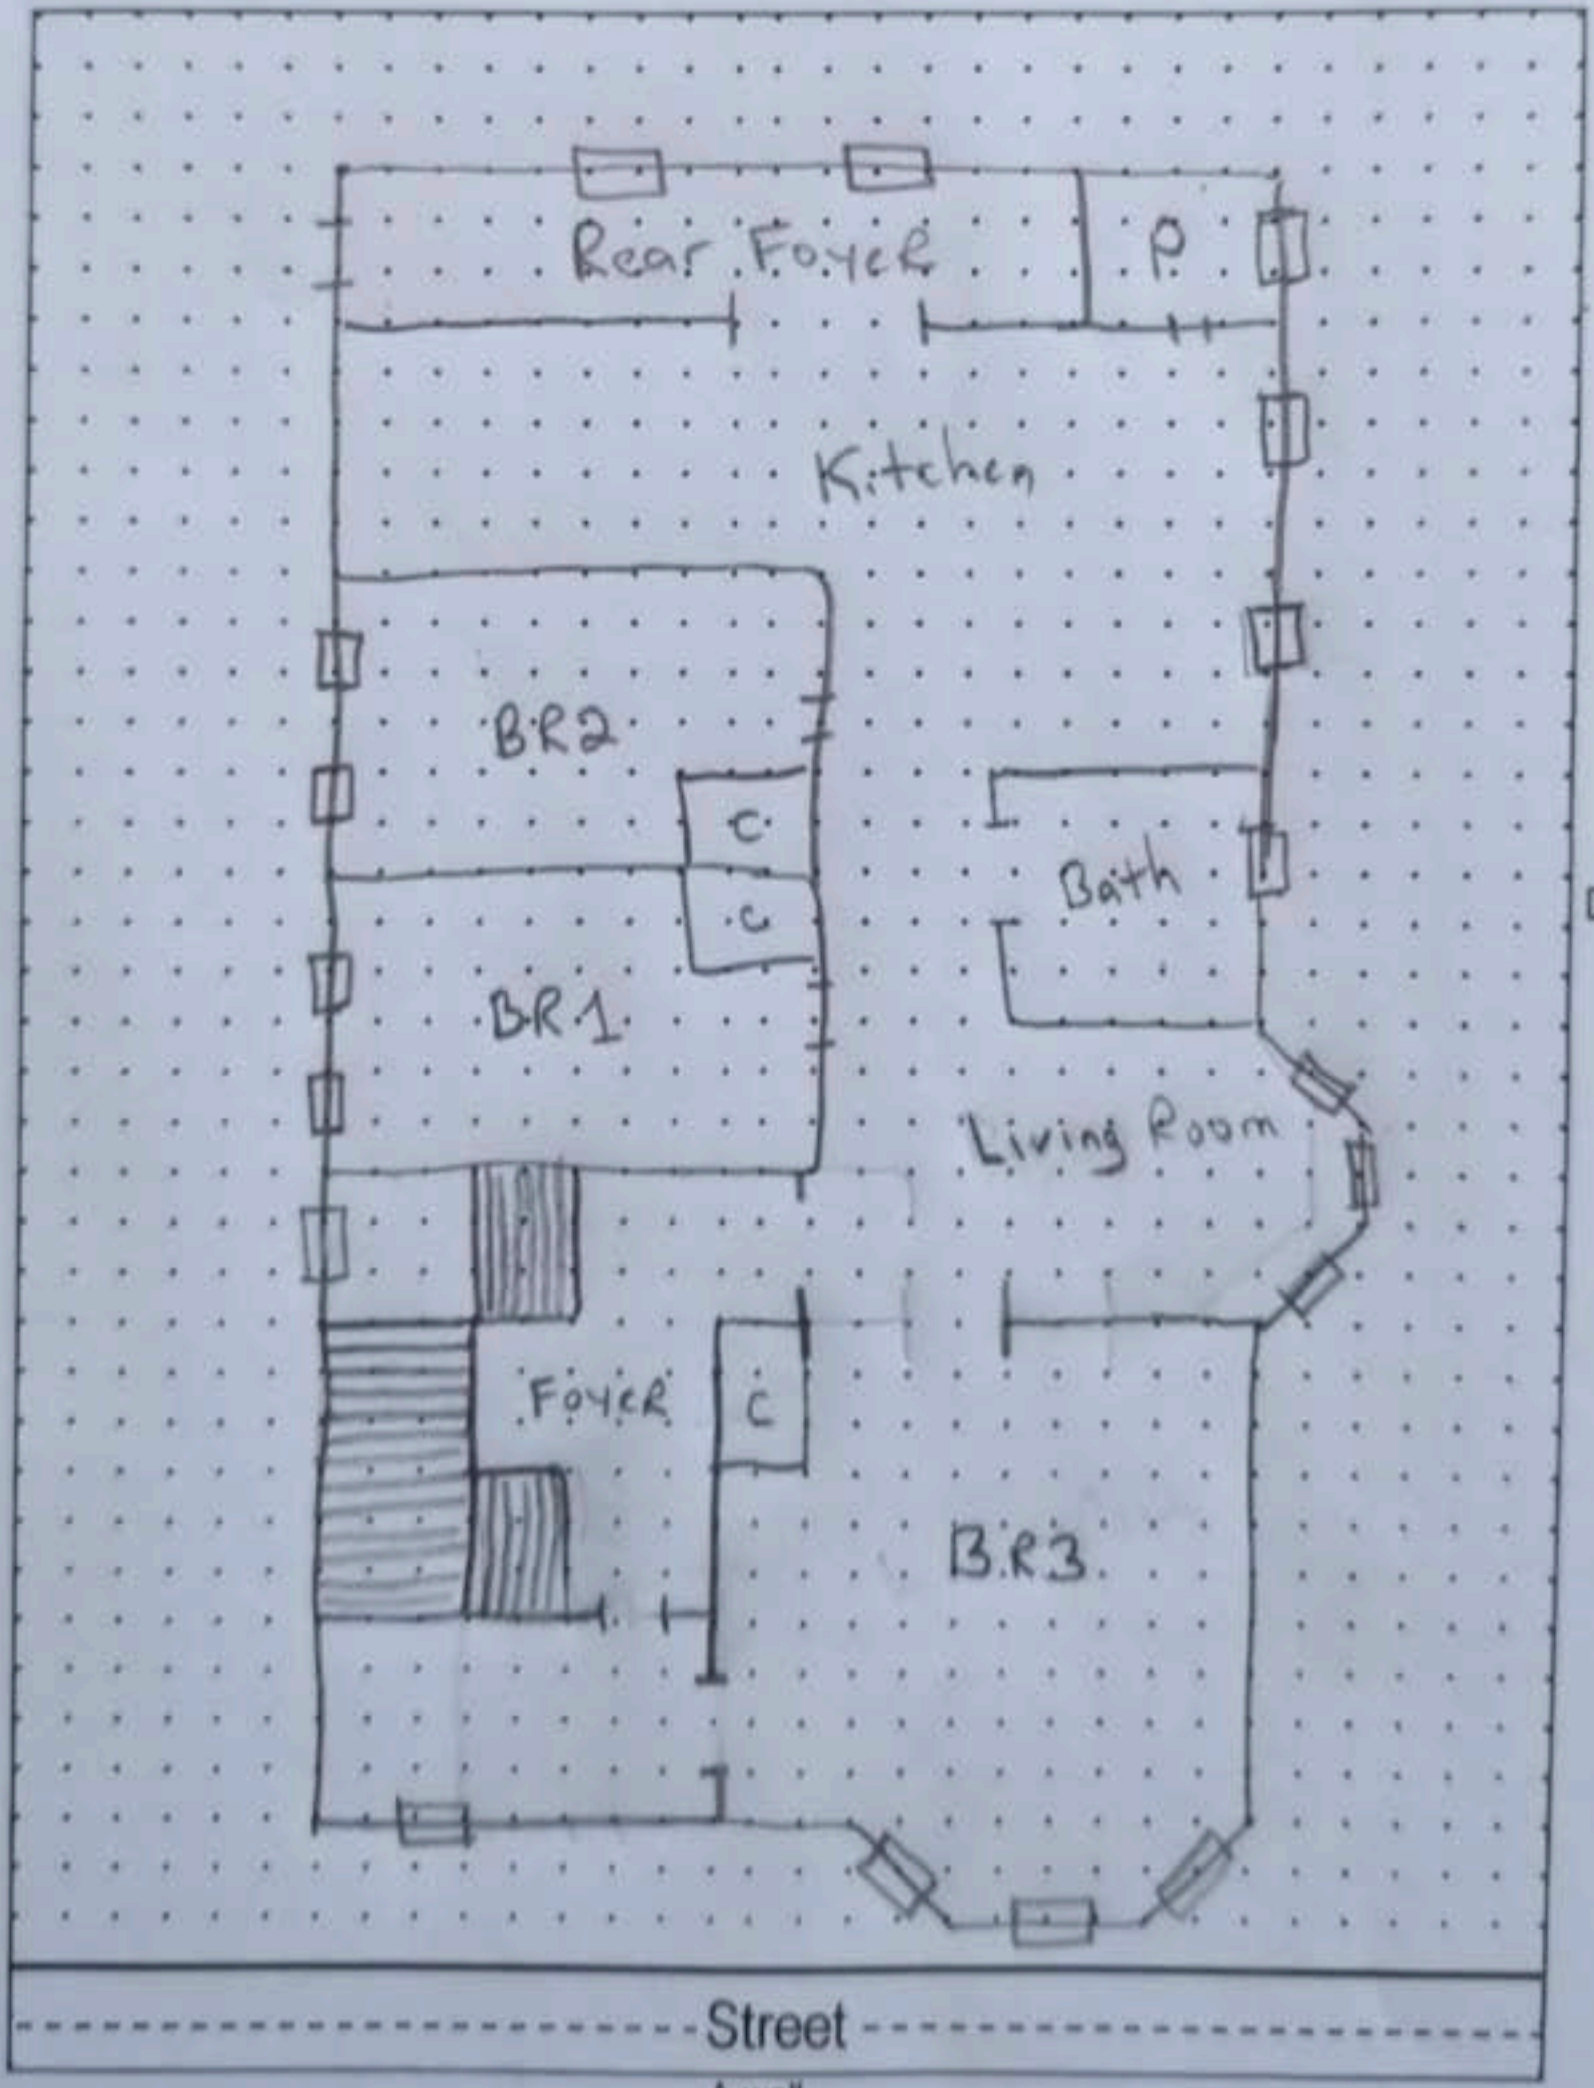 Rear Foyer P
Kitchen
BR2
C
Bath
C
BR1
Living Room
Foyer C
BR3
Street